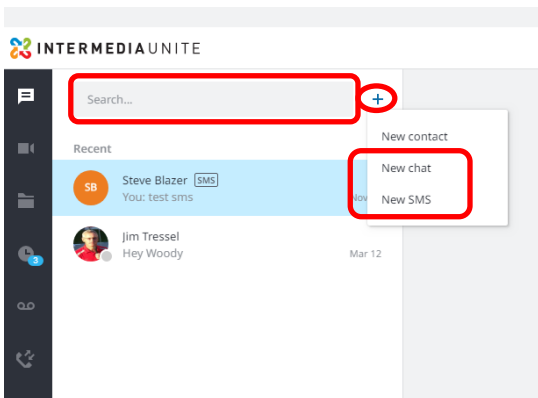 INTERMEDIAUNITE
Search...
+
New contact
Recent
New chat
SB
Steve Blazer SMS
You: test sms
Nov
New SMS
Jim Tressel
Hey Woody
Mar 12
3